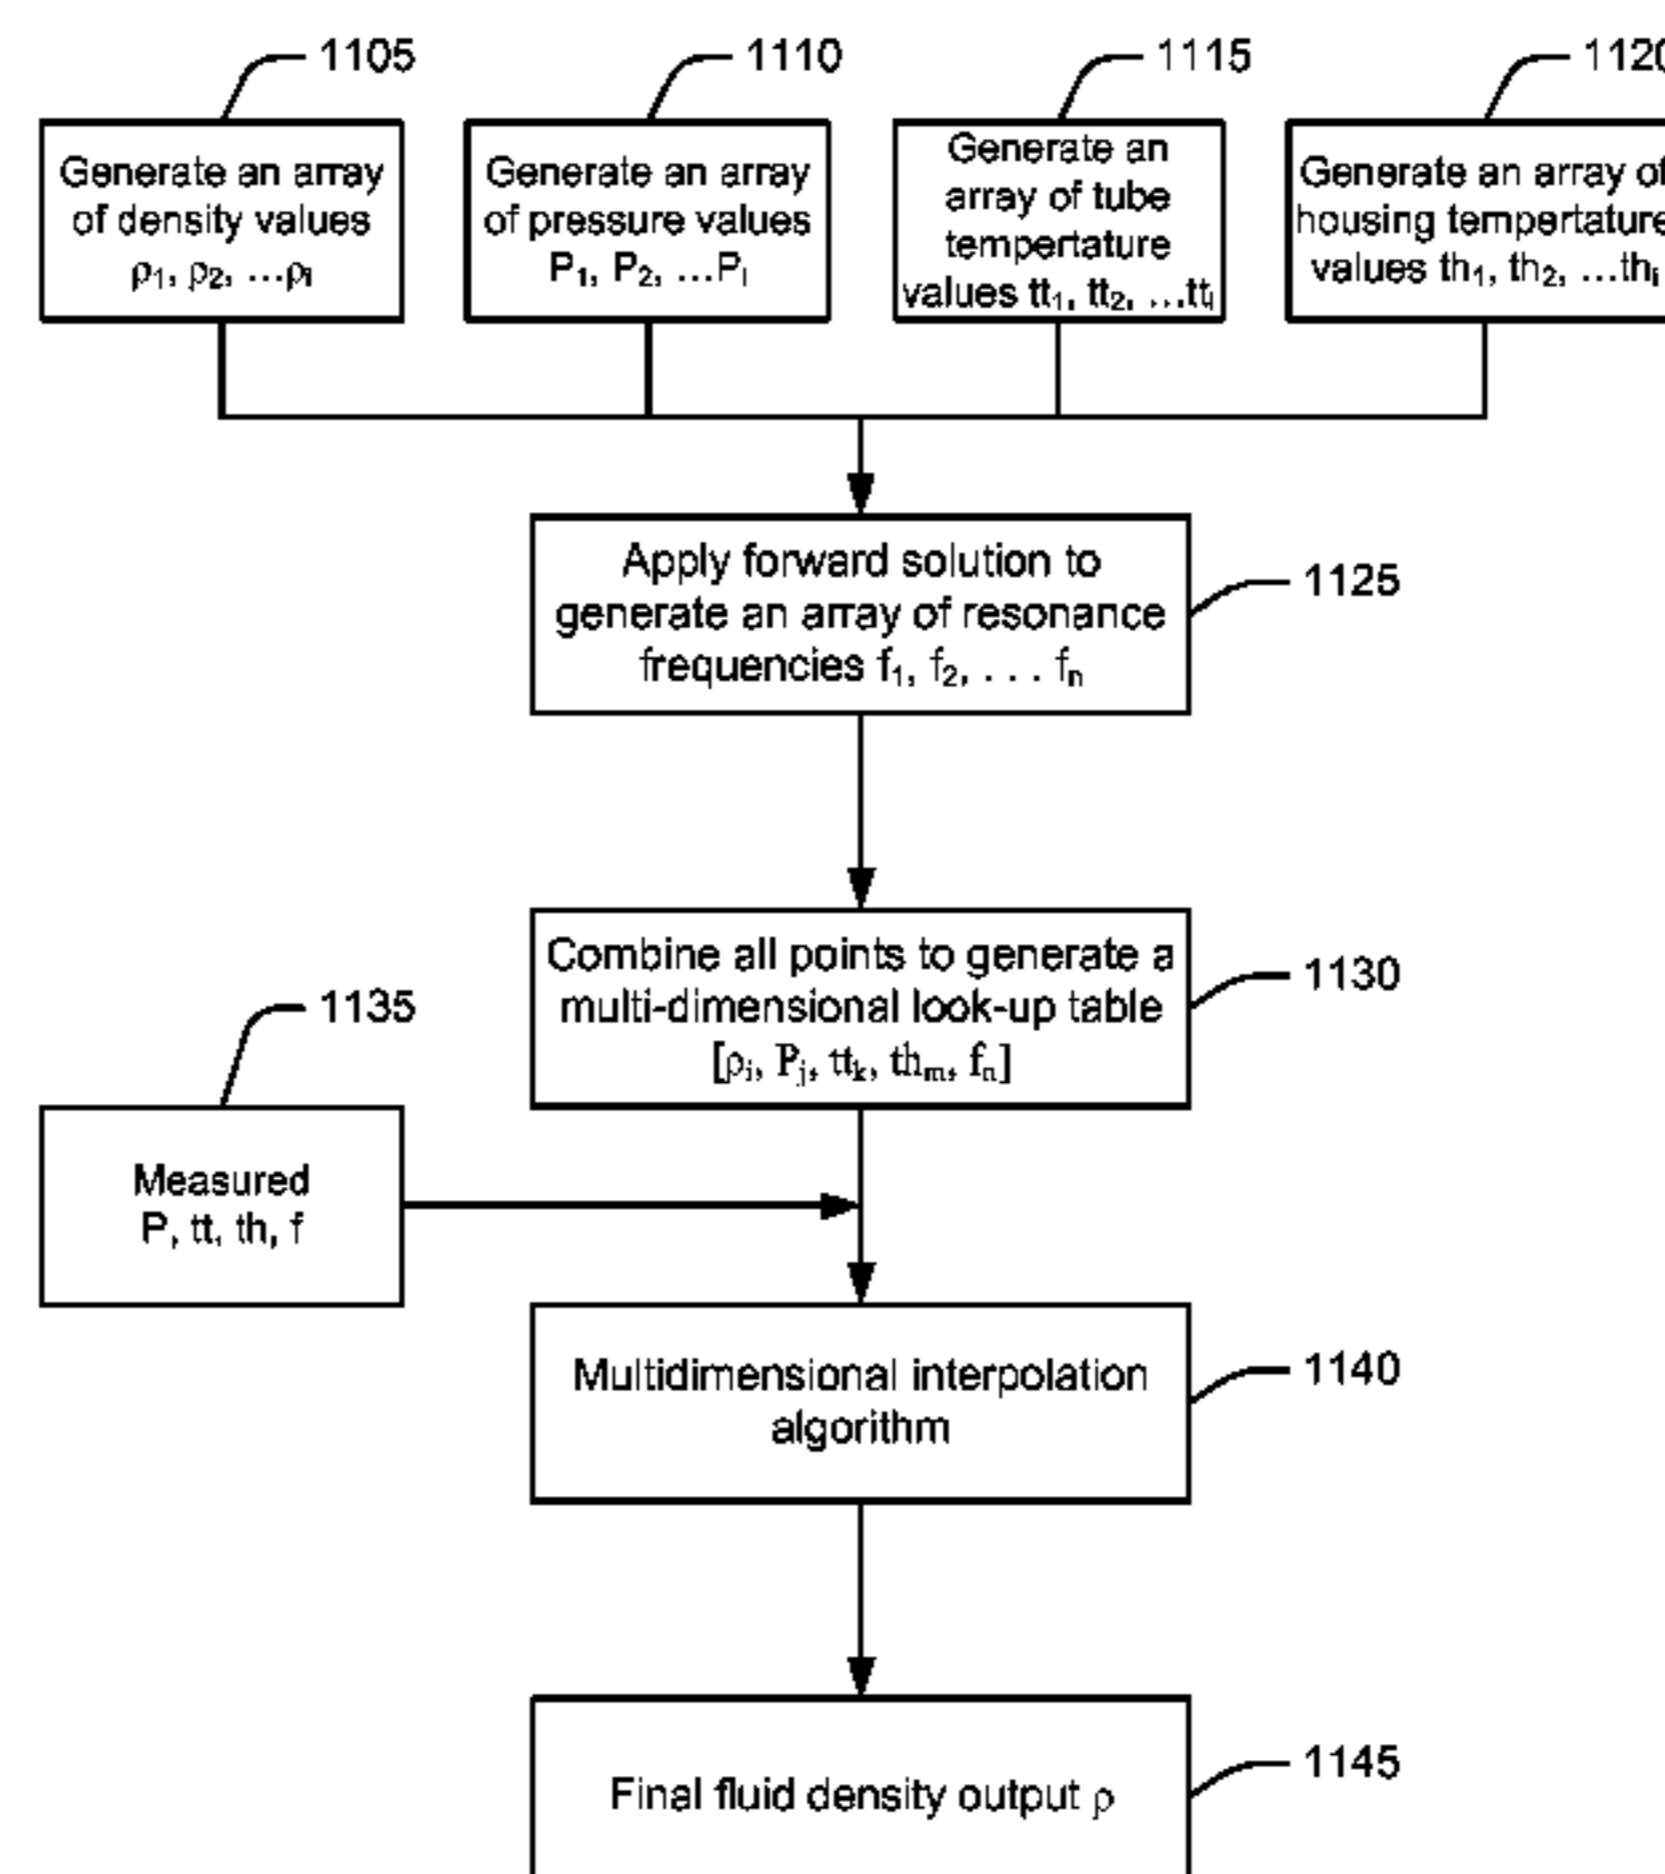 1105
1110
1115
1120
Generate an array
of density values
ρ₁, ρ₂, ...ρᵢ
Generate an array
of pressure values
P₁, P₂, ...Pᵢ
Generate an
array of tube
tempertature
values tt₁, tt₂, ...ttᵢ
Generate an array of
housing tempertature
values th₁, th₂, ...thᵢ
Apply forward solution to
generate an array of resonance
frequencies f₁, f₂, . . . fₙ
1125
Combine all points to generate a
multi-dimensional look-up table
[ρᵢ, Pⱼ, ttₖ, thₘ, fₙ]
1130
1135
Measured
P, tt, th, f
Multidimensional interpolation
algorithm
1140
Final fluid density output ρ
1145